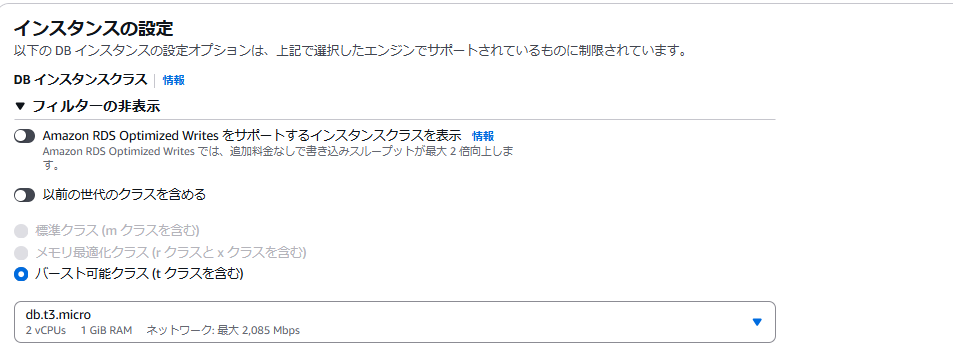 インスタンスの設定
以下の DB インスタンスの設定オプションは、上記で選択したエンジンでサポートされているものに制限されています。
DB インスタンスクラス 情報
フィルターの非表示
Amazon RDS Optimized Writes をサポートするインスタンスクラスを表示 情報
Amazon RDS Optimized Writes では、追加料金なしで書き込みスループットが最大 2 倍向上しま
す。
以前の世代のクラスを含める
標準クラス (m クラスを含む)
メモリ最適化クラス (r クラスと x クラスを含む)
バースト可能クラス (t クラスを含む)
db.t3.micro
2 vCPUs 1 GiB RAM ネットワーク: 最大 2,085 Mbps